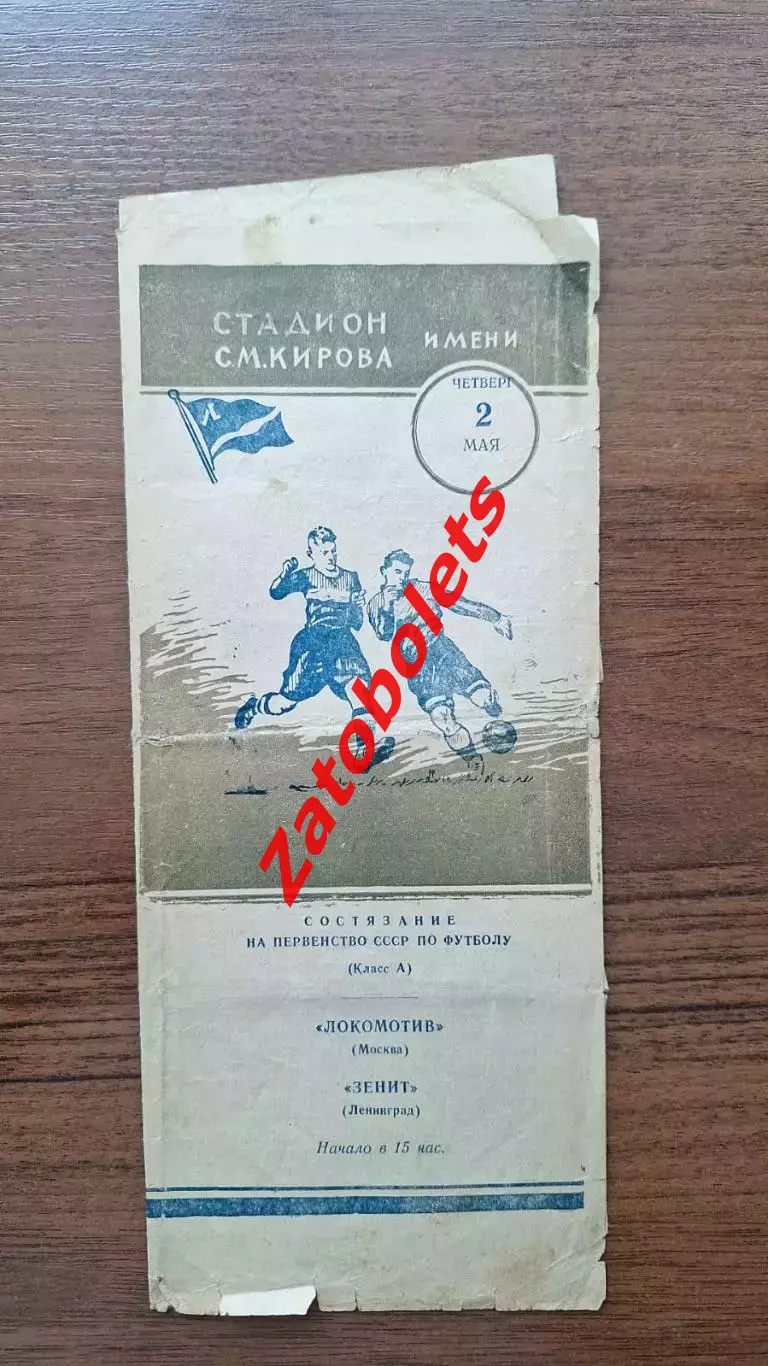 СТАДИОН ИМЕНИ
С.М.КИРОВА
ЧЕТВЕРГ
2
МАЯ
Л
Zatobolets
СОСТЯЗАНИЕ
НА ПЕРВЕНСТВО СССР ПО ФУТБОЛУ
(Класс А)
«ЛОКОМОТИВ»
(Москва)
«ЗЕНИТ»
(Ленинград)
Начало в 15 час.